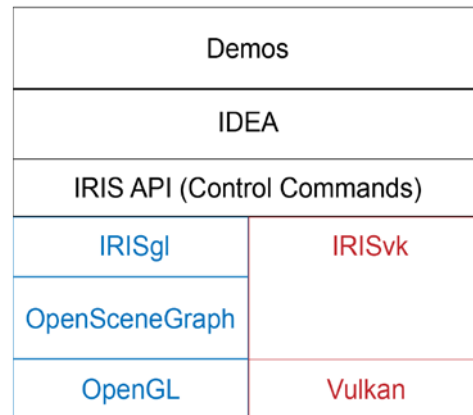 Demos
IDEA
IRIS API (Control Commands)
IRISgl
IRISvk
OpenSceneGraph
OpenGL
Vulkan